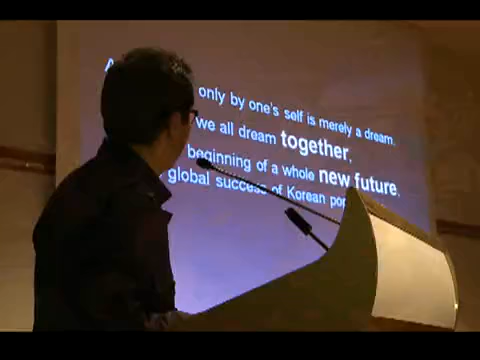 only by one's self is merely a dream.
we all dream together,
beginning of a whole new future.
global success of Korean